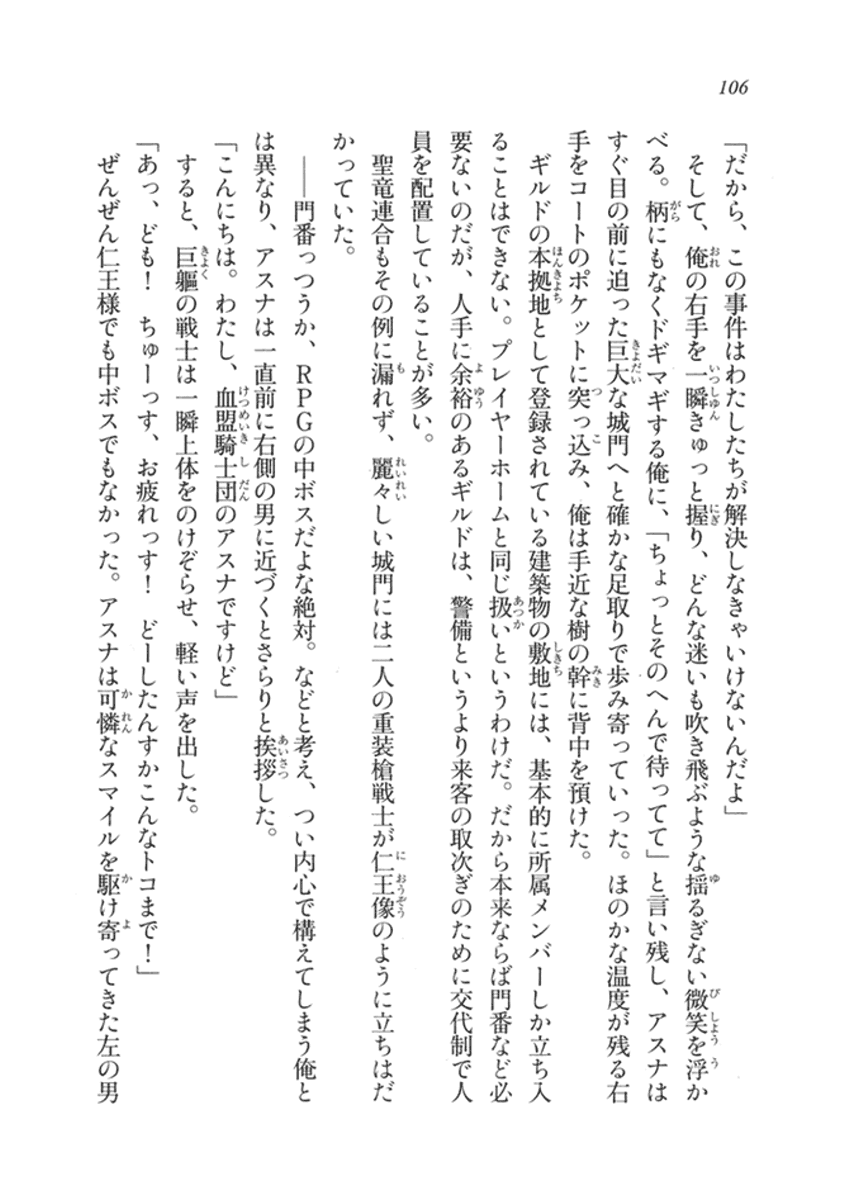 106
「だから、この事件はわたしたちが解決しなきゃいけないんだよ」
そして、俺の右手を一瞬きゅっと握り、どんな迷いも吹き飛ぶような揺るぎない微笑を浮か
べる。柄にもなくドギマギする俺に、「ちょっとそのへんで待ってて」と言い残し、アスナは
すぐ目の前に迫った巨大な城門へと確かな足取りで歩み寄っていった。ほのかな温度が残る右
手をコートのポケットに突っ込み、俺は手近な樹の幹に背中を預けた。
ギルドの本拠地として登録されている建築物の敷地には、基本的に所属メンバーしか立ち入
ることはできない。プレイヤーホームと同じ扱いというわけだ。だから本来ならば門番など必
要ないのだが、人手に余裕のあるギルドは、警備というより来客の取次ぎのために交代制で人
員を配置していることが多い。
聖竜連合もその例に漏れず、麗々しい城門には二人の重装槍戦士が仁王像のように立ちはだ
かっていた。
――門番っつうか、RPGの中ボスだよな絶対。などと考え、つい内心で構えてしまう俺と
は異なり、アスナは一直前に右側の男に近づくとさらりと挨拶した。
「こんにちは。わたし、血盟騎士団のアスナですけど」
すると、巨軀の戦士は一瞬上体をのけぞらせ、軽い声を出した。
「あっ、ども！　ちゅーっす、お疲れっす！　どーしたんすかこんなトコまで！」
ぜんぜん仁王様でも中ボスでもなかった。アスナは可憐なスマイルを駆け寄ってきた左の男